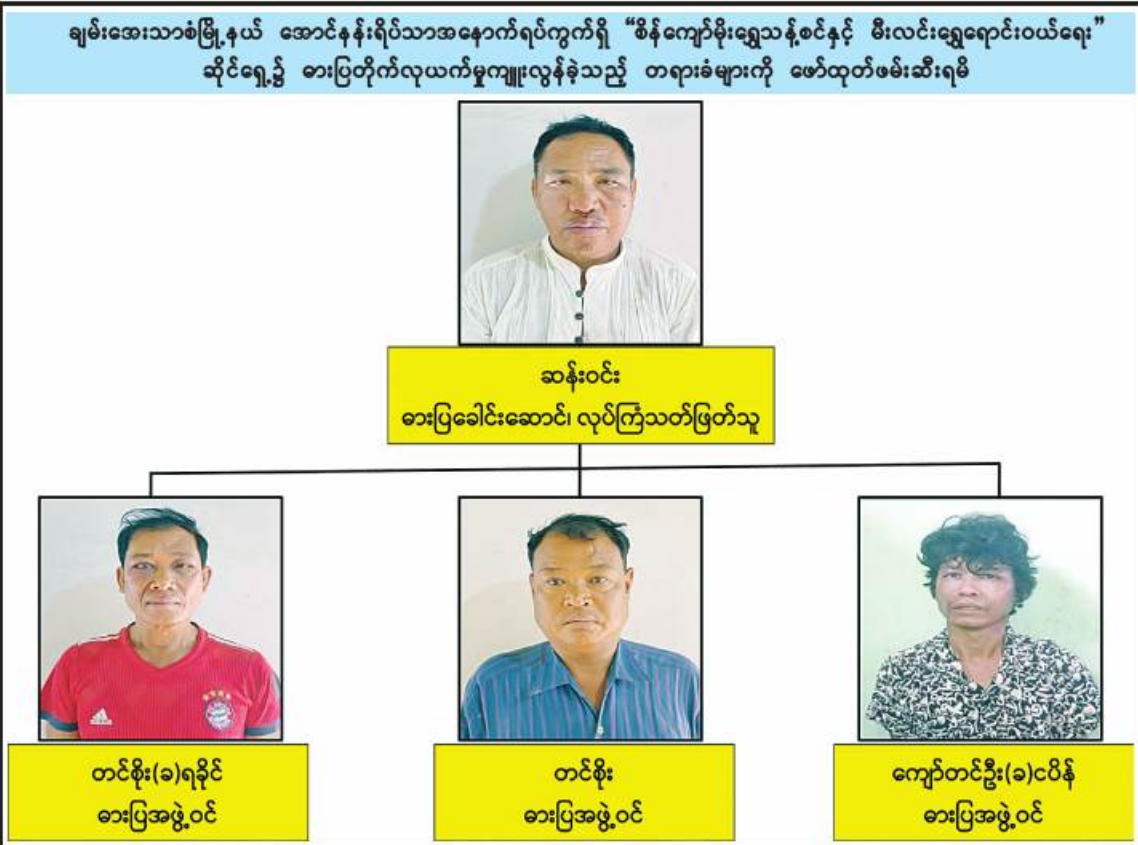 ချမ်းအေးသာစံမြို့နယ် အောင်နန်းရိပ်သာအနောက်ရပ်ကွက်ရှိ “စိန်ကျော်မိုးရွှေသန့်စင်နှင့် မီးလင်းရွှေရောင်းဝယ်ရေး”
ဆိုင်ရှေ့၌ ဓားပြတိုက်လုယက်မှုကျူးလွန်ခဲ့သည့် တရားခံများကို ဖော်ထုတ်ဖမ်းဆီးရမိ
ဆန်းဝင်း
ဓားပြခေါင်းဆောင်၊ လုပ်ကြံသတ်ဖြတ်သူ
တင်စိုး(ခ)ရခိုင်
ဓားပြအဖွဲ့ဝင်
တင်စိုး
ဓားပြအဖွဲ့ဝင်
ကျော်တင်ဦး(ခ)ငပိန်
ဓားပြအဖွဲ့ဝင်
adidas